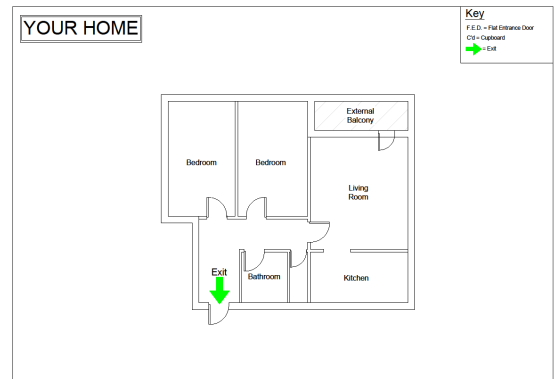 YOUR HOME
Key
F.E.D. = Flat Entrance Door
C'd = Cupboard
= Exit
External
Balcony
Bedroom
Bedroom
Living
Room
Exit
Bathroom
Kitchen